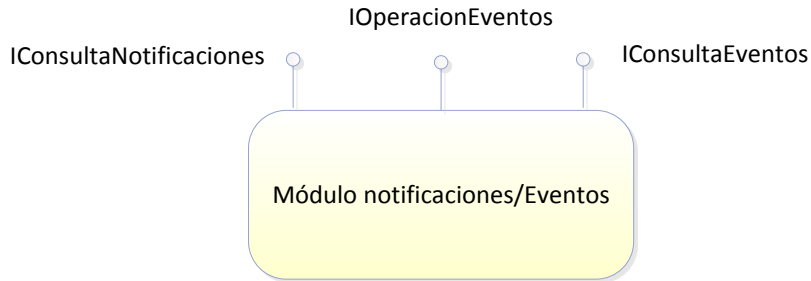 IOperacionEventos
IConsultaNotificaciones
IConsultaEventos
Módulo notificaciones/Eventos